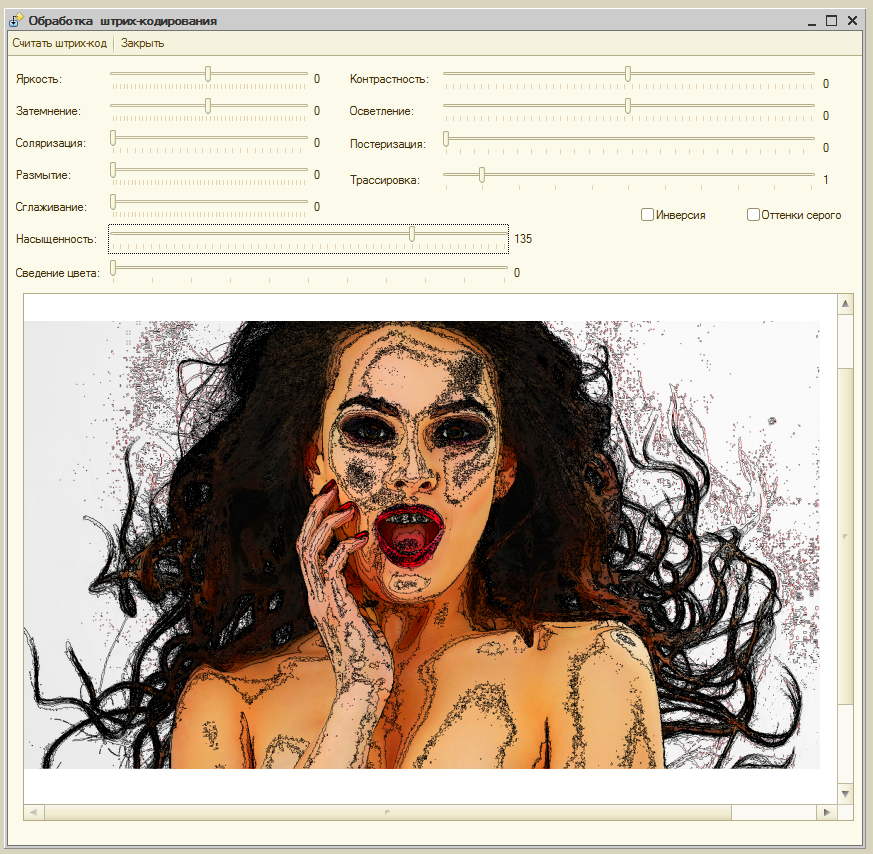 Обработка штрих-кодирования
Считать штрих-код Закрыть
Яркость: 0 Контрастность: 0
Затемнение: 0 Осветление: 0
Соляризация: 0 Постеризация: 0
Размытие: 0 Трассировка: 1
Сглаживание: 0 Инверсия Оттенки серого
Насыщенность: 135
Сведение цвета: 0